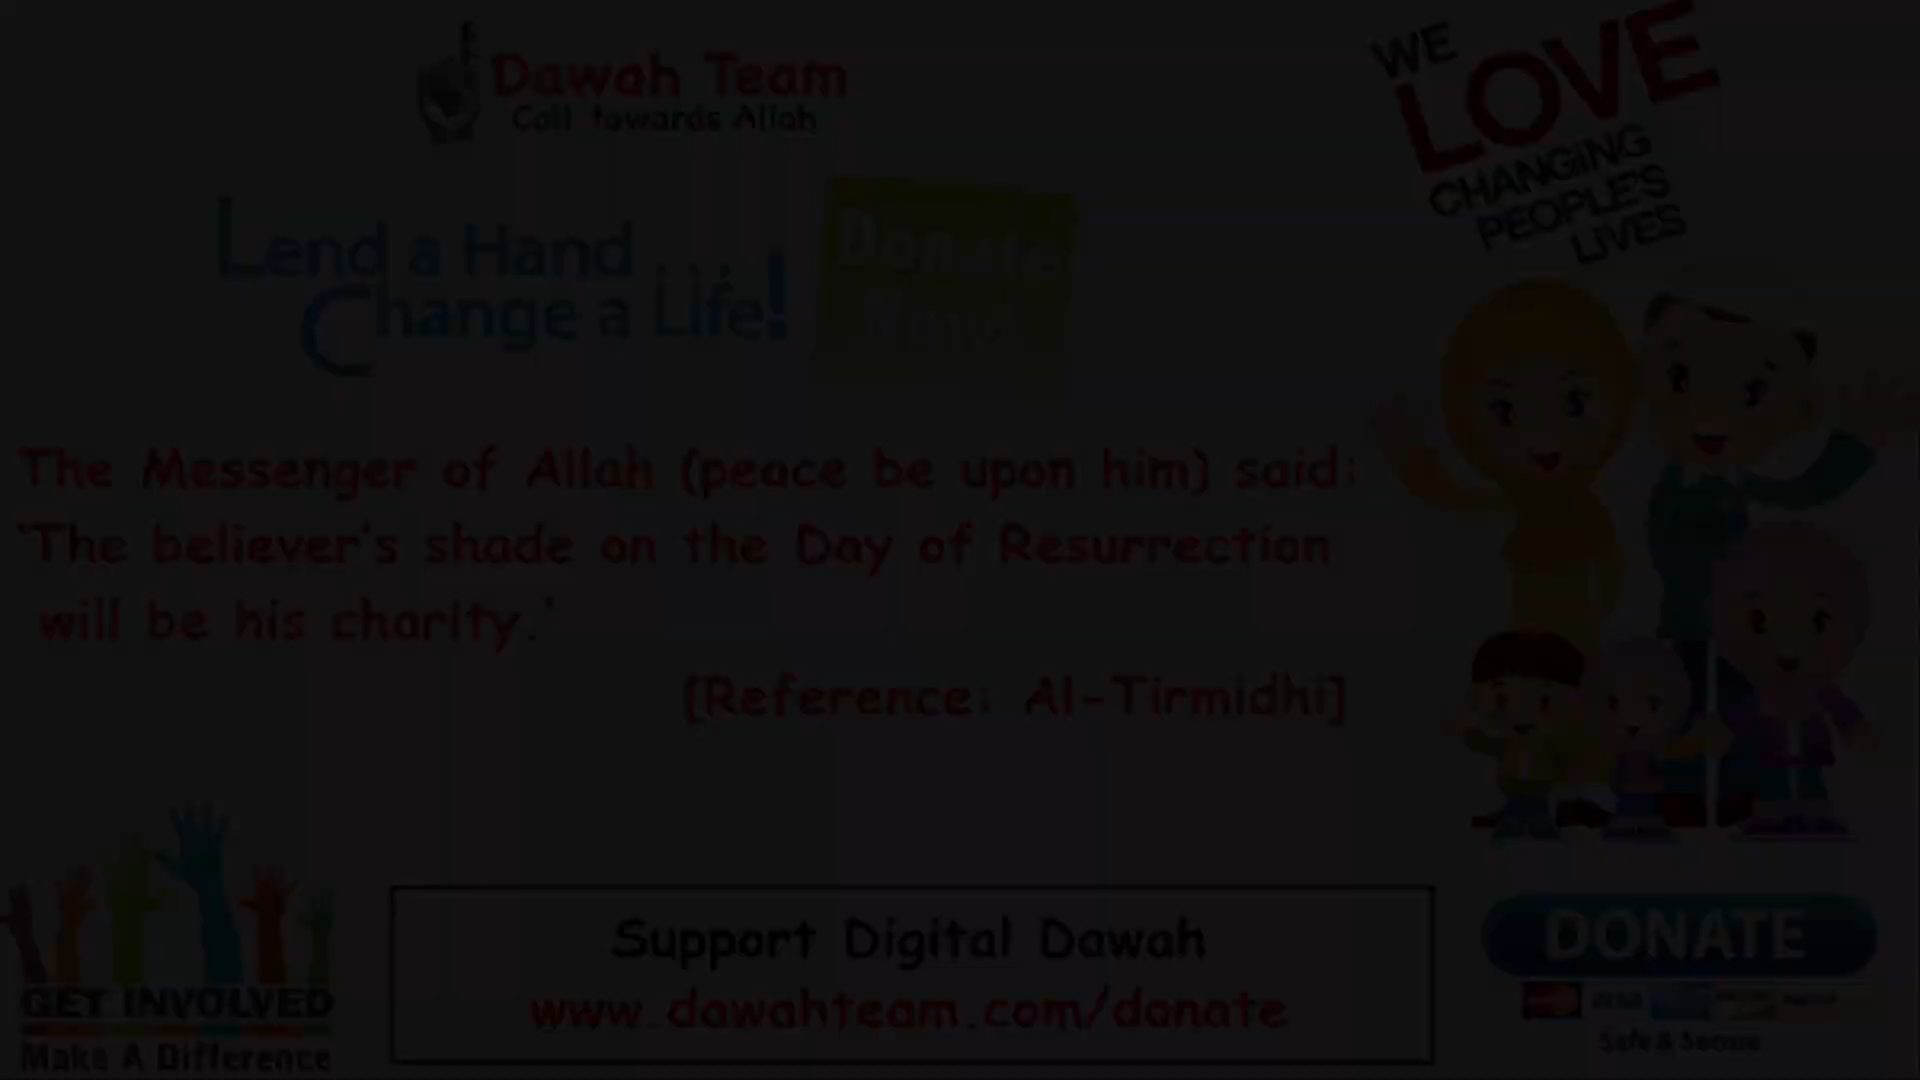 Dawah Team
Call towards Allah
WE
LOVE
CHANGING
PEOPLE'S
LIVES
Lend a Hand
Change a Life!
Donate
Now
The Messenger of Allah (peace be upon him) said:
'The believer's shade on the Day of Resurrection
will be his charity.'
[Reference: Al-Tirmidhi]
GET INVOLVED
Make A Difference
Support Digital Dawah
www.dawahteam.com/donate
DONATE
Safe & Secure